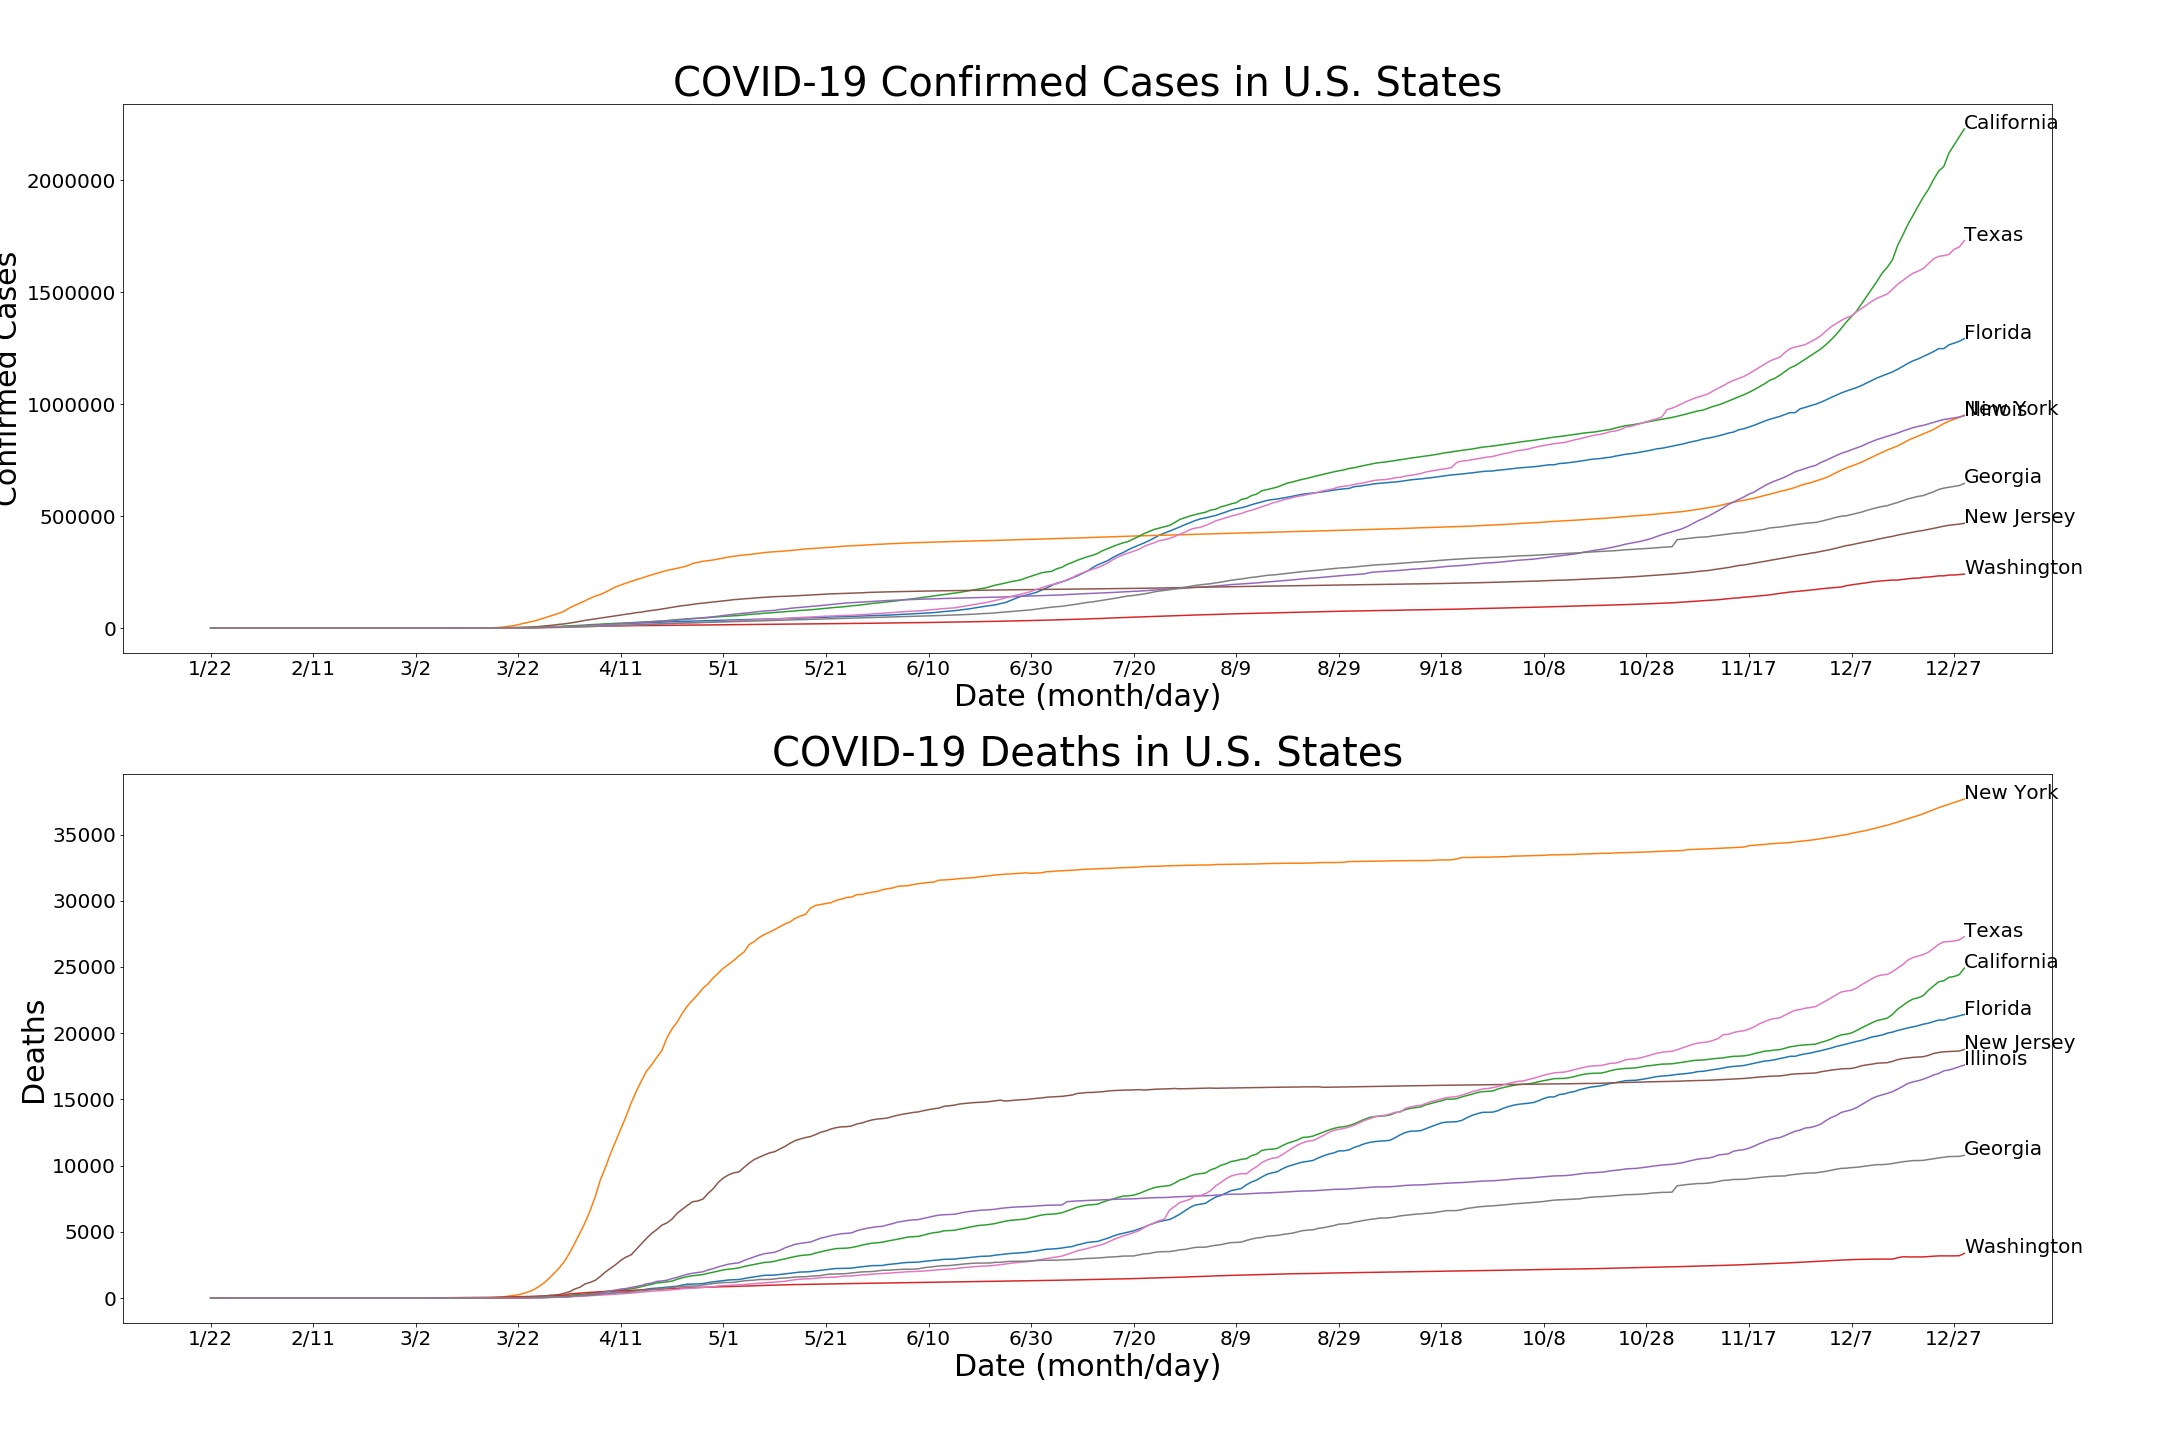 COVID-19 Confirmed Cases in U.S. States
Confirmed Cases
2000000
1500000
1000000
500000
0
California
Texas
Florida
New York
Illinois
Georgia
New Jersey
Washington
1/22 2/11 3/2 3/22 4/11 5/1 5/21 6/10 6/30 7/20 8/9 8/29 9/18 10/8 10/28 11/17 12/7 12/27
Date (month/day)
COVID-19 Deaths in U.S. States
Deaths
35000
30000
25000
20000
15000
10000
5000
0
New York
Texas
California
Florida
New Jersey
Illinois
Georgia
Washington
1/22 2/11 3/2 3/22 4/11 5/1 5/21 6/10 6/30 7/20 8/9 8/29 9/18 10/8 10/28 11/17 12/7 12/27
Date (month/day)